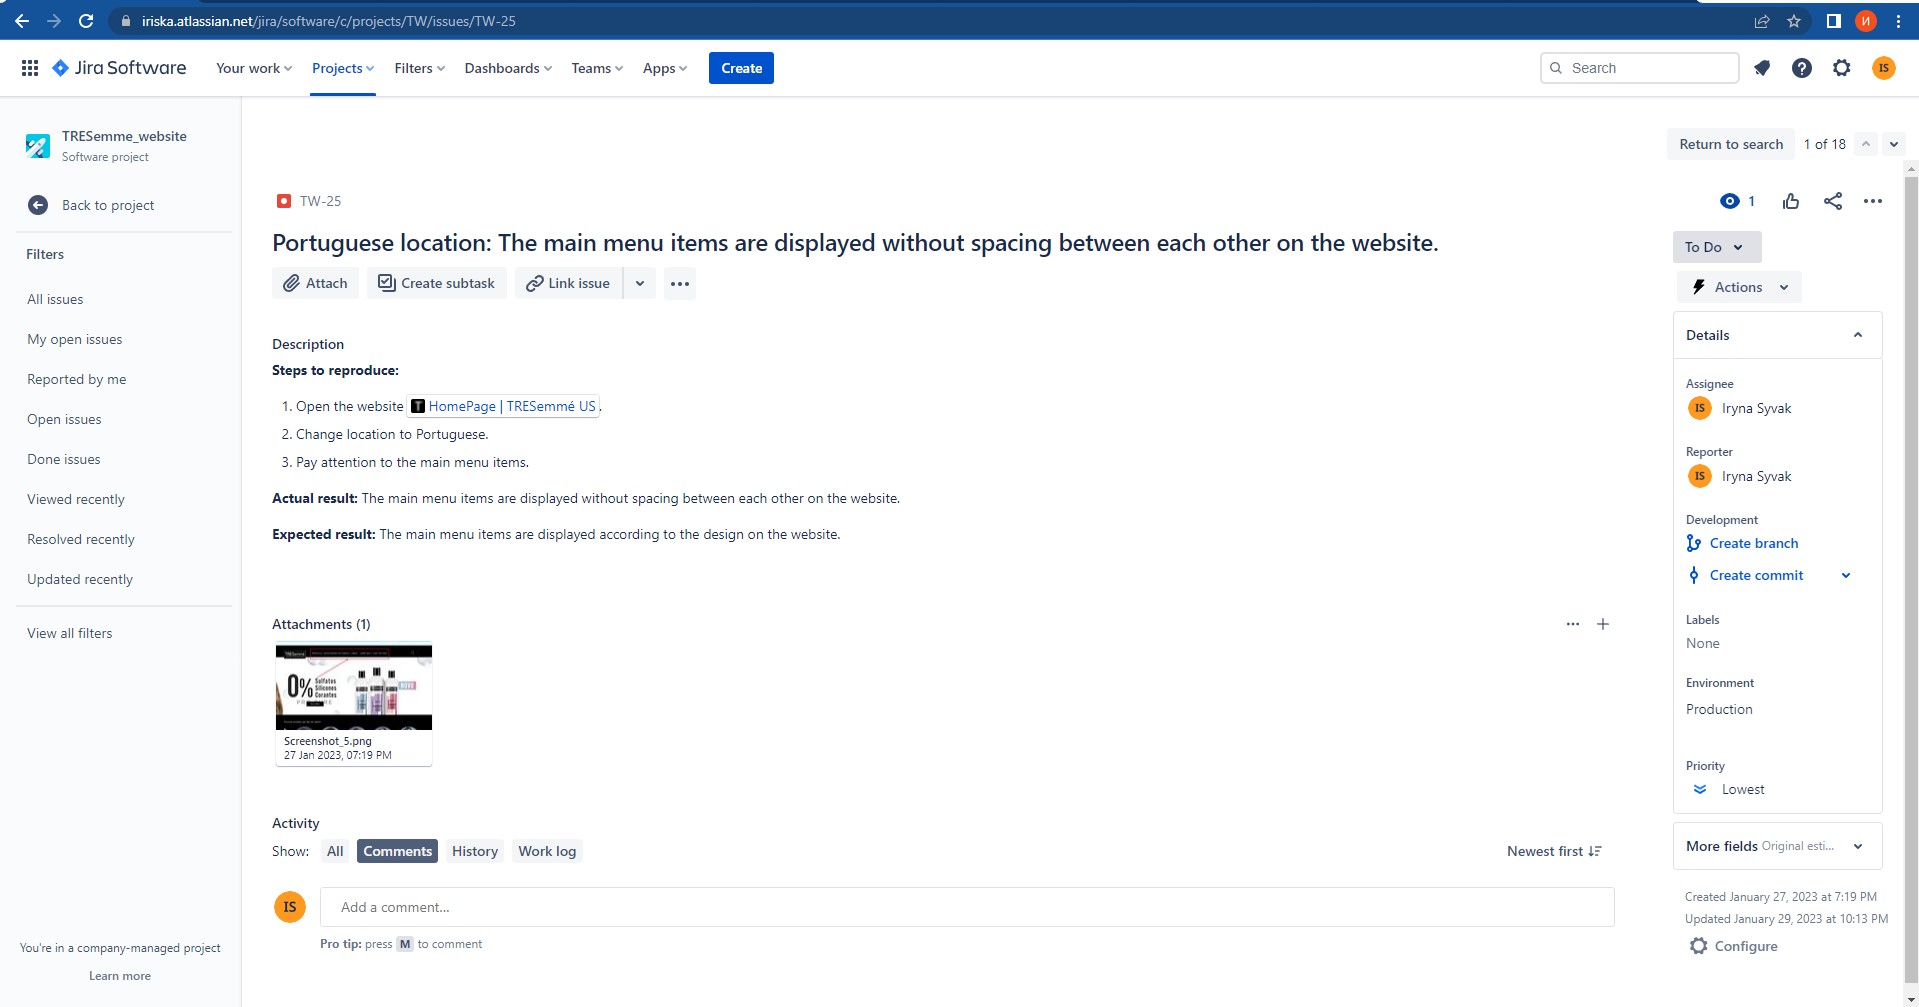 iriska.atlassian.net/jira/software/c/projects/TW/issues/TW-25
И
Jira Software
Your work
Projects
Filters
Dashboards
Teams
Apps
Create
Search
IS
TRESemme_website
Software project
Back to project
Filters
All issues
My open issues
Reported by me
Open issues
Done issues
Viewed recently
Resolved recently
Updated recently
View all filters
You're in a company-managed project
Learn more
Return to search 1 of 18
TW-25
1
Portuguese location: The main menu items are displayed without spacing between each other on the website.
Attach
Create subtask
Link issue
Description
Steps to reproduce:
1. Open the website HomePage | TRESemmé US.
2. Change location to Portuguese.
3. Pay attention to the main menu items.
Actual result: The main menu items are displayed without spacing between each other on the website.
Expected result: The main menu items are displayed according to the design on the website.
Attachments (1)
0% Sulfatos
Silicones
Corantes
Screenshot_5.png
27 Jan 2023, 07:19 PM
Activity
Show: All Comments History Work log
Newest first
IS
Add a comment...
Pro tip: press M to comment
To Do
Actions
Details
Assignee
IS Iryna Syvak
Reporter
IS Iryna Syvak
Development
Create branch
Create commit
Labels
None
Environment
Production
Priority
Lowest
More fields Original esti...
Created January 27, 2023 at 7:19 PM
Updated January 29, 2023 at 10:13 PM
Configure